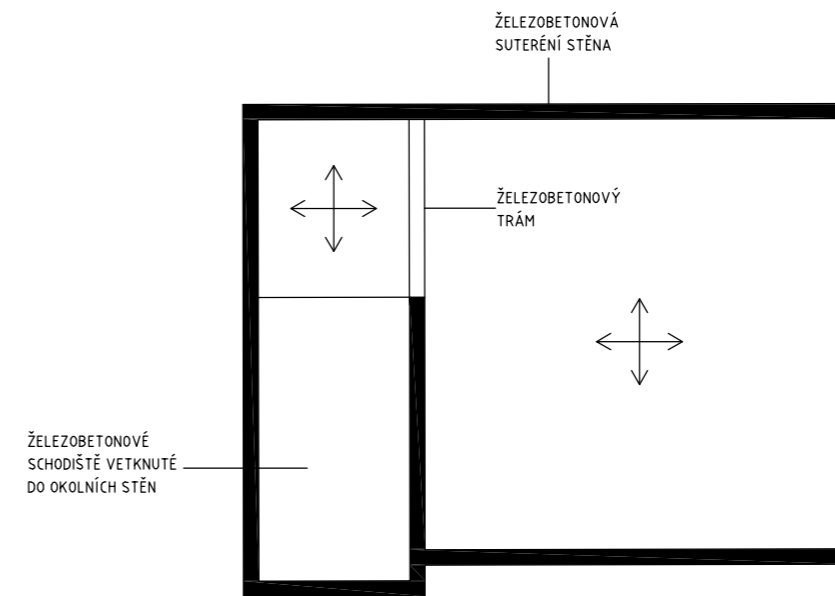 ŽELEZOBETONOVÁ
SUTERÉNÍ STĚNA
ŽELEZOBETONOVÝ
TRÁM
ŽELEZOBETONOVÉ
SCHODIŠTĚ VETKNUTÉ
DO OKOLNÍCH STĚN